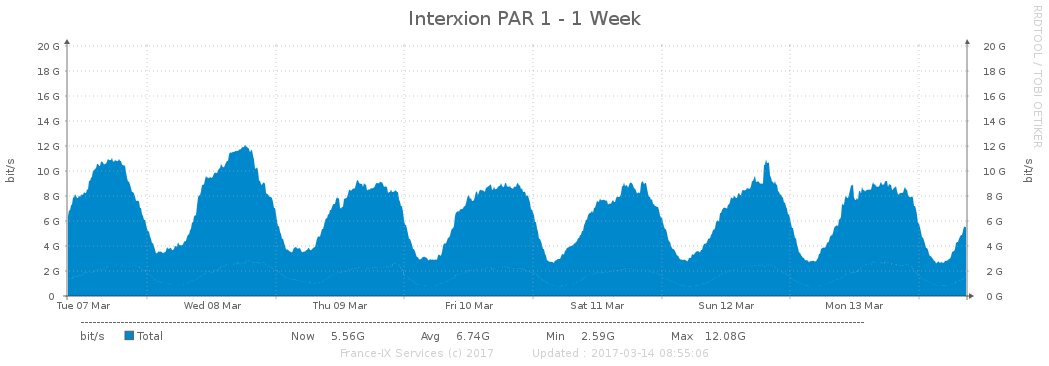 Interxion PAR 1 - 1 Week
RRDTOOL / TOBI OETIKER
bit/s
bit/s
20 G 20 G
18 G 18 G
16 G 16 G
14 G 14 G
12 G 12 G
10 G 10 G
8 G 8 G
6 G 6 G
4 G 4 G
2 G 2 G
0 0 G
Tue 07 Mar Wed 08 Mar Thu 09 Mar Fri 10 Mar Sat 11 Mar Sun 12 Mar Mon 13 Mar
bit/s Total Now 5.56G Avg 6.74G Min 2.59G Max 12.08G
France-IX Services (c) 2017 Updated : 2017-03-14 08:55:06